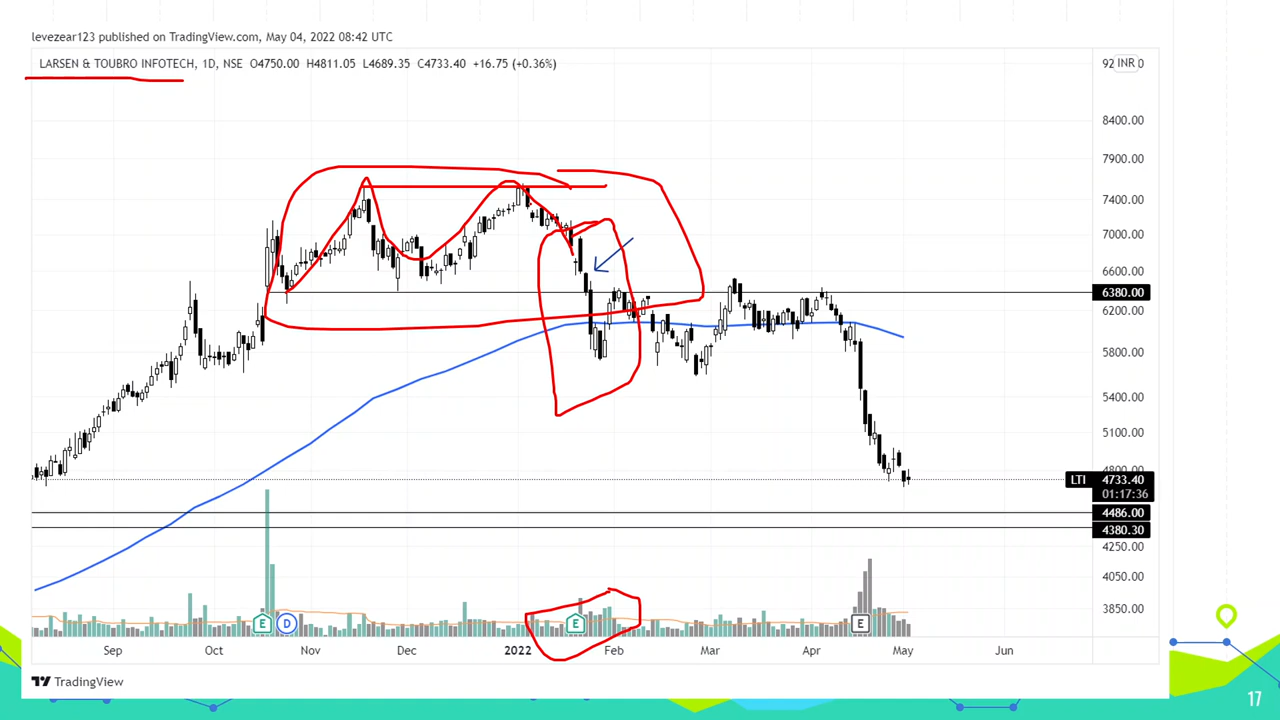 levezear123 published on TradingView.com, May 04, 2022 08:42 UTC
LARSEN & TOUBRO INFOTECH, 1D, NSE O4750.00 H4811.05 L4689.35 C4733.40 +16.75 (+0.36%)
92 INR 0
8400.00
7900.00
7400.00
7000.00
6600.00
6380.00
6200.00
5800.00
5400.00
5100.00
4800.00
LTI 4733.40
01:17:36
4486.00
4380.30
4250.00
4050.00
3850.00
E D E E
Sep Oct Nov Dec 2022 Feb Mar Apr May Jun
TradingView
17